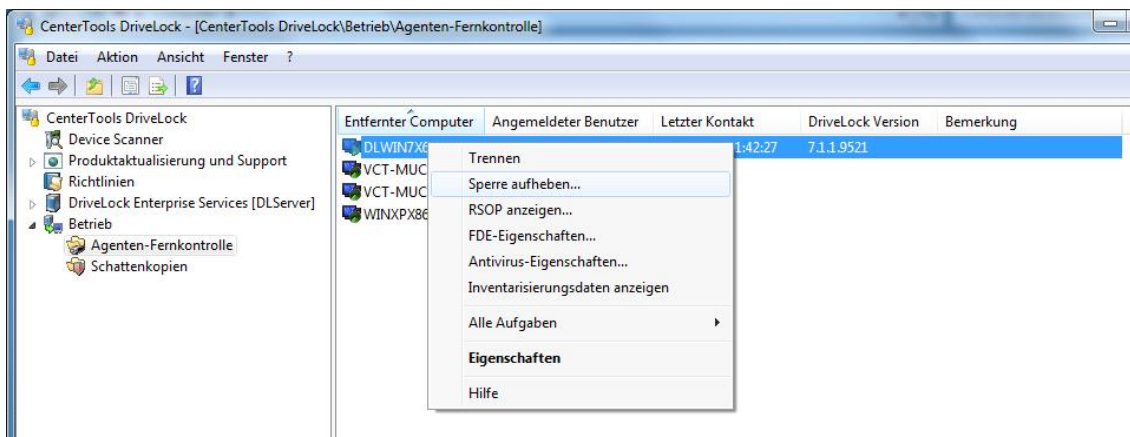 CenterTools DriveLock - [CenterTools DriveLock\Betrieb\Agenten-Fernkontrolle]
Datei Aktion Ansicht Fenster ?
CenterTools DriveLock
Device Scanner
Produktaktualisierung und Support
Richtlinien
DriveLock Enterprise Services [DLServer]
Betrieb
Agenten-Fernkontrolle
Schattenkopien
Entfernter Computer Angemeldeter Benutzer Letzter Kontakt DriveLock Version Bemerkung
DLWIN7X6 1:42:27 7.1.1.9521
VCT-MUC
VCT-MUC
WINXPX86
Trennen
Sperre aufheben...
RSOP anzeigen...
FDE-Eigenschaften...
Antivirus-Eigenschaften...
Inventarisierungsdaten anzeigen
Alle Aufgaben
Eigenschaften
Hilfe